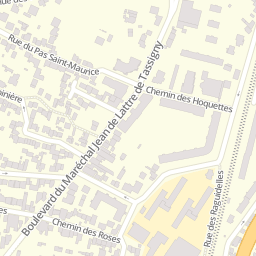 Rue du Pas Saint-Maurice
Chemin des Hoquettes
Boulevard du Maréchal Jean de Lattre de Tassigny
Rue des Raguidelles
Chemin des Roses